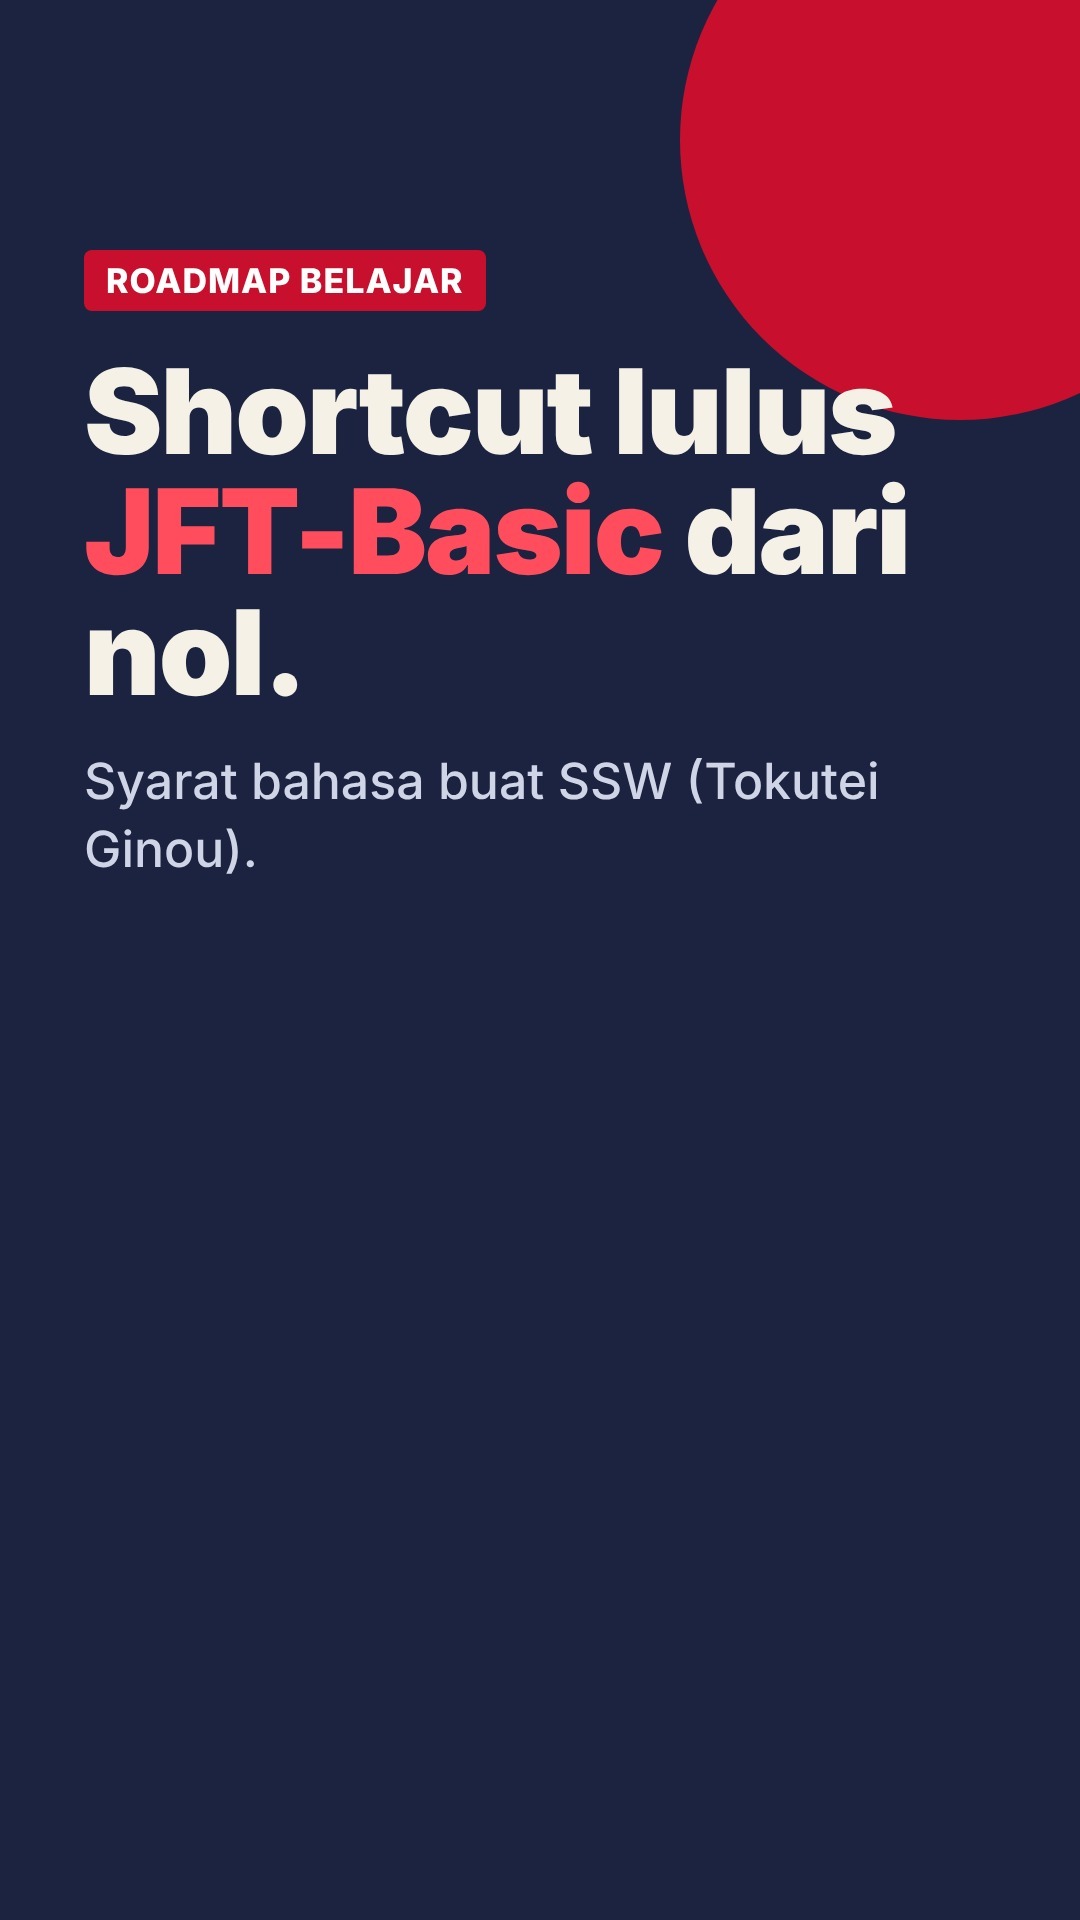 ROADMAP BELAJAR
Shortcut lulus
JFT-Basic dari
nol.
Syarat bahasa buat SSW (Tokutei
Ginou).